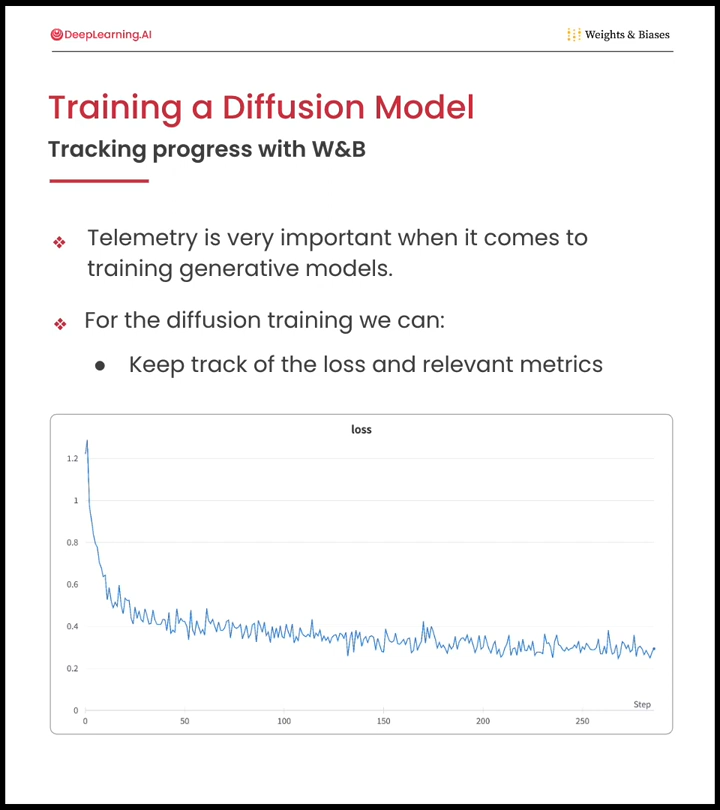 DeepLearning.AI
Weights & Biases
Training a Diffusion Model
Tracking progress with W&B
❖ Telemetry is very important when it comes to
training generative models.
❖ For the diffusion training we can:
● Keep track of the loss and relevant metrics
loss
1.2
1
0.8
0.6
0.4
0.2
0
Step
0 50 100 150 200 250